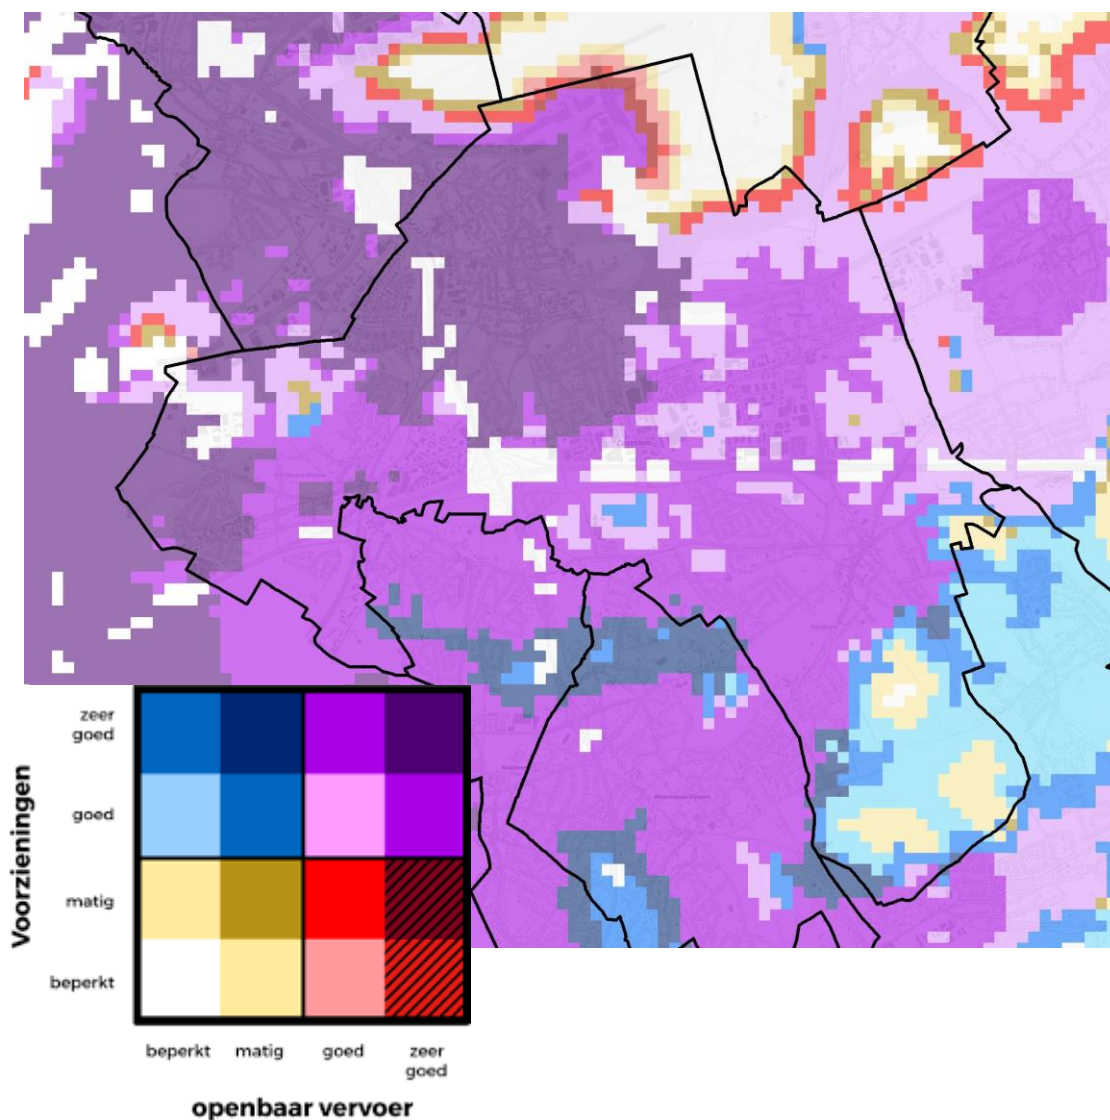 Voorzieningen
zeer
goed
goed
matig
beperkt
beperkt
matig
goed
zeer
goed
openbaar vervoer